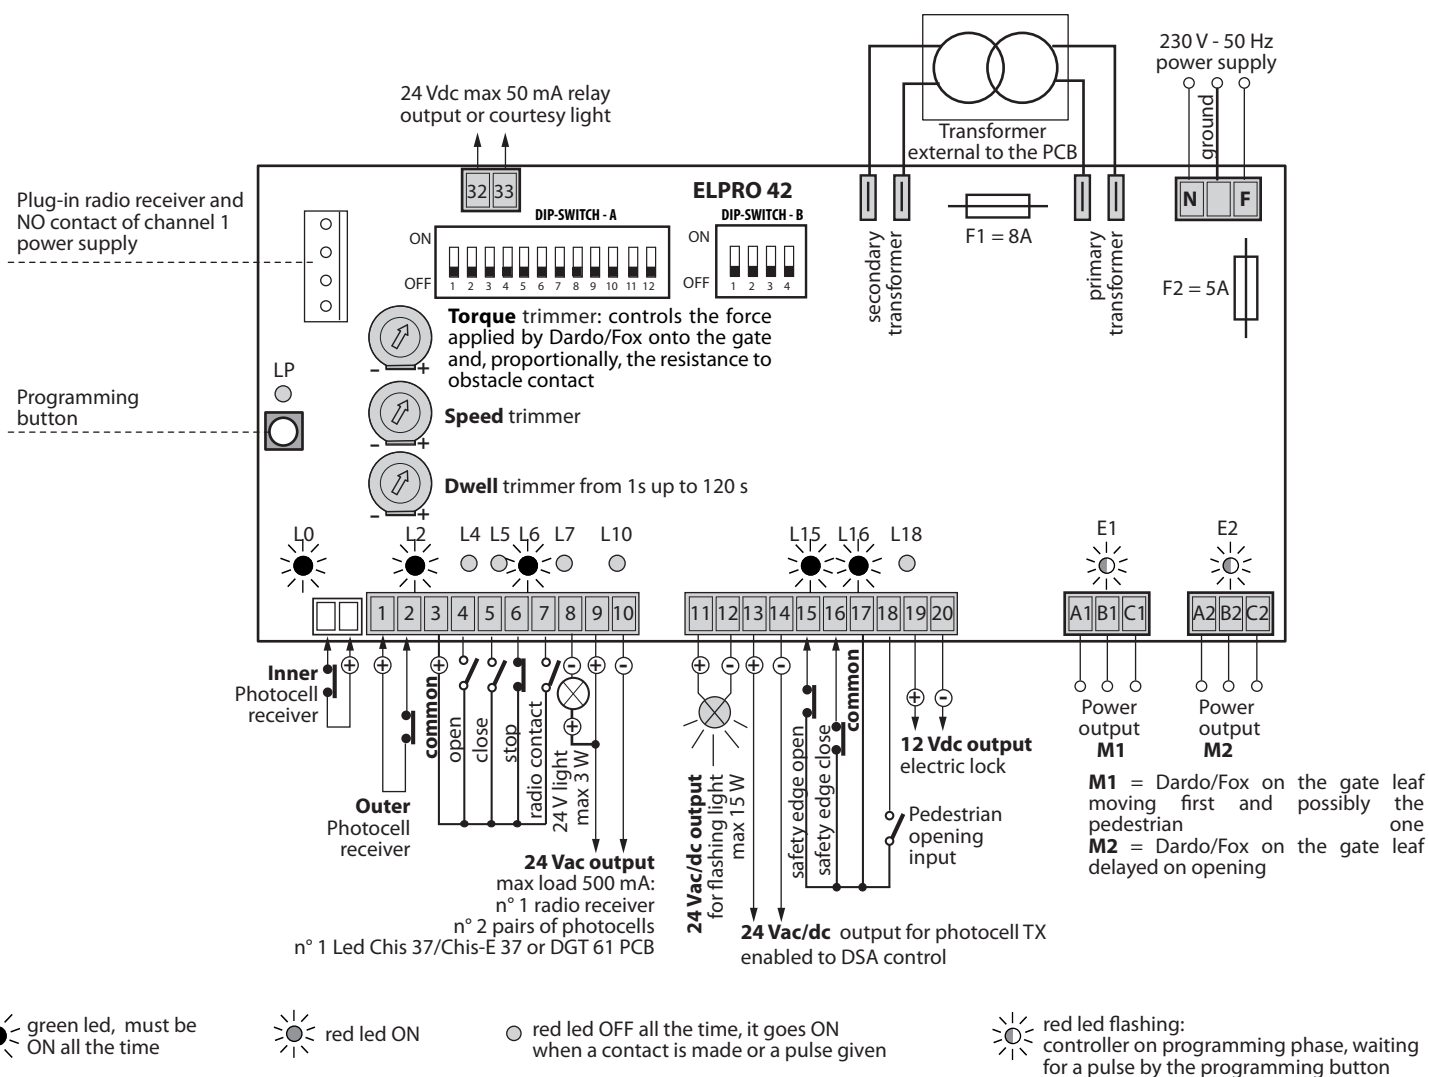 230 V - 50 Hz
power supply
ground
24 Vdc max 50 mA relay
output or courtesy light
Transformer
external to the PCB
32 33
ELPRO 42
N F
Plug-in radio receiver and
NO contact of channel 1
power supply
DIP-SWITCH - A
ON
OFF
1 2 3 4 5 6 7 8 9 10 11 12
DIP-SWITCH - B
ON
OFF
1 2 3 4
secondary
transformer
F1 = 8A
primary
transformer
F2 = 5A
Torque trimmer: controls the force
applied by Dardo/Fox onto the gate
and, proportionally, the resistance to
obstacle contact
- +
LP
Programming
button
Speed trimmer
- +
Dwell trimmer from 1s up to 120 s
- +
L0 L2 L4 L5 L6 L7 L10 L15 L16 L18 E1 E2
1 2 3 4 5 6 7 8 9 10
11 12 13 14 15 16 17 18 19 20
A1 B1 C1
A2 B2 C2
+ + + - + -
+ - + -
Inner
Photocell
receiver
Outer
Photocell
receiver
common
open
close
stop
radio contact
24V light
max 3 W
+
24 Vac output
max load 500 mA:
n° 1 radio receiver
n° 2 pairs of photocells
n° 1 Led Chis 37/Chis-E 37 or DGT 61 PCB
24 Vac/dc output
for flashing light
max 15 W
safety edge open
safety edge close
common
+ -
12 Vdc output
electric lock
Pedestrian
opening
input
24 Vac/dc output for photocell TX
enabled to DSA control
Power
output
M1
Power
output
M2
M1 = Dardo/Fox on the gate leaf
moving first and possibly the
pedestrian one
M2 = Dardo/Fox on the gate leaf
delayed on opening
green led, must be
ON all the time
red led ON
red led OFF all the time, it goes ON
when a contact is made or a pulse given
red led flashing:
controller on programming phase, waiting
for a pulse by the programming button